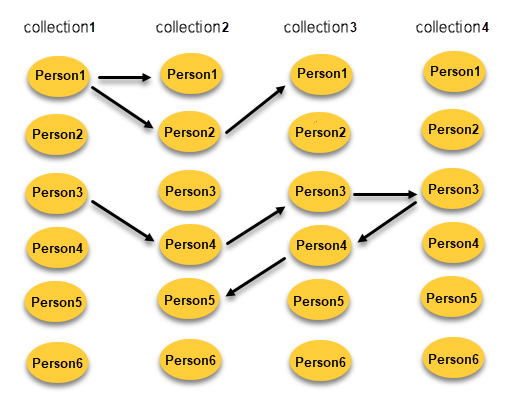 collection1 collection2 collection3 collection4
Person1 Person1 Person1 Person1
Person2 Person2 Person2 Person2
Person3 Person3 Person3 Person3
Person4 Person4 Person4 Person4
Person5 Person5 Person5 Person5
Person6 Person6 Person6 Person6